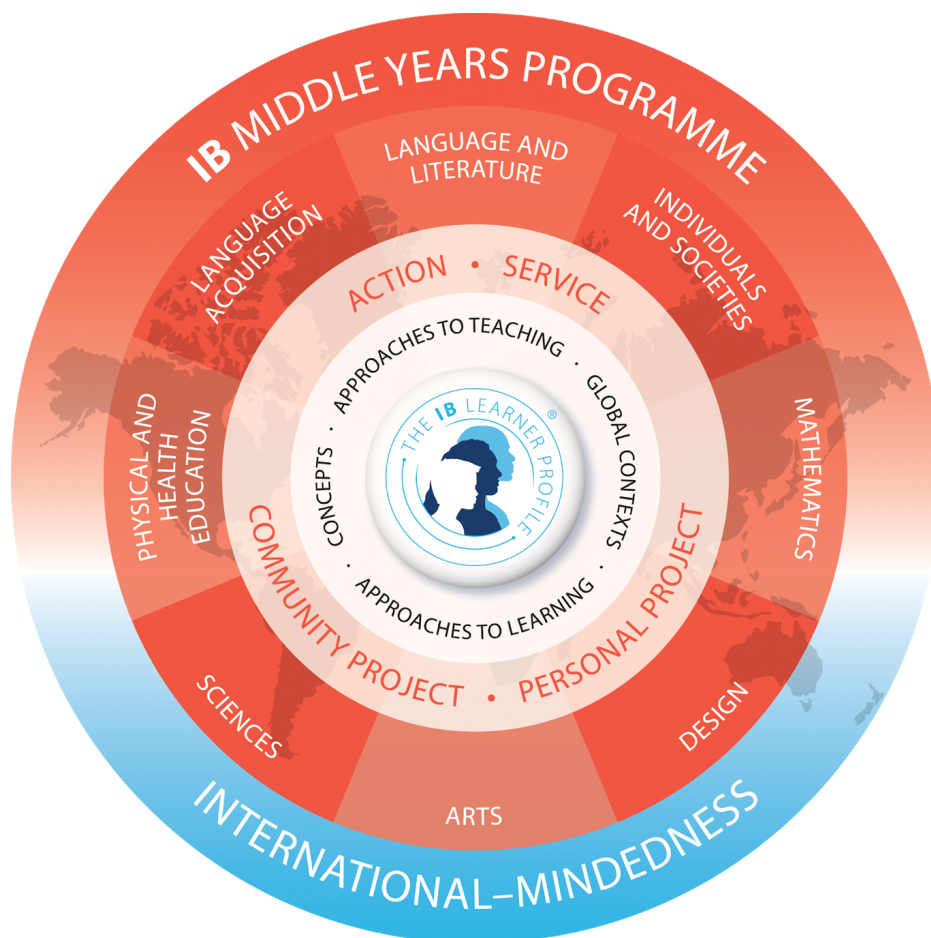 IB MIDDLE YEARS PROGRAMME
LANGUAGE AND
LITERATURE
INDIVIDUALS
AND SOCIETIES
MATHEMATICS
DESIGN
ARTS
SCIENCES
PHYSICAL AND
HEALTH
EDUCATION
LANGUAGE
ACQUISITION
ACTION • SERVICE
COMMUNITY PROJECT • PERSONAL PROJECT
APPROACHES TO TEACHING · GLOBAL CONTEXTS ·
APPROACHES TO LEARNING · CONCEPTS ·
THE IB LEARNER PROFILE ®
INTERNATIONAL–MINDEDNESS